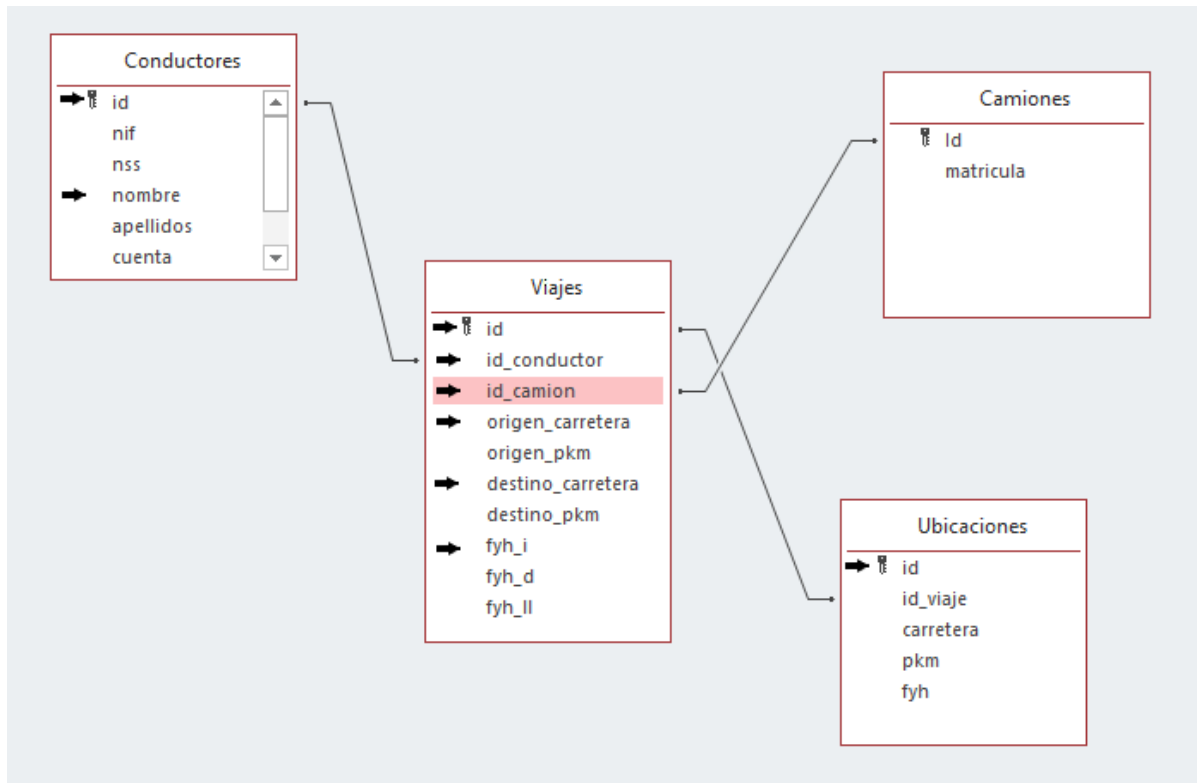 Conductores
id
nif
nss
nombre
apellidos
cuenta
Camiones
Id
matricula
Viajes
id
id_conductor
id_camion
origen_carretera
origen_pkm
destino_carretera
destino_pkm
fyh_i
fyh_d
fyh_ll
Ubicaciones
id
id_viaje
carretera
pkm
fyh